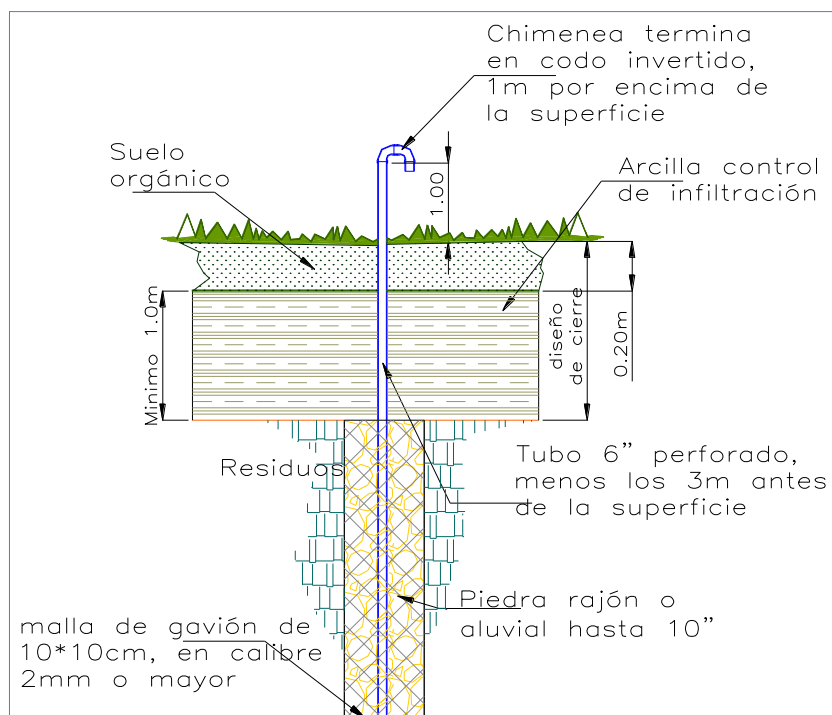 Chimenea termina
en codo invertido,
1m por encima de
la superficie
Suelo
orgánico
1.00
Arcilla control
de infiltración
Minimo 1.0m
diseño
de cierre
0.20m
Residuos
Tubo 6” perforado,
menos los 3m antes
de la superficie
Piedra rajón o
aluvial hasta 10”
malla de gavión de
10*10cm, en calibre
2mm o mayor